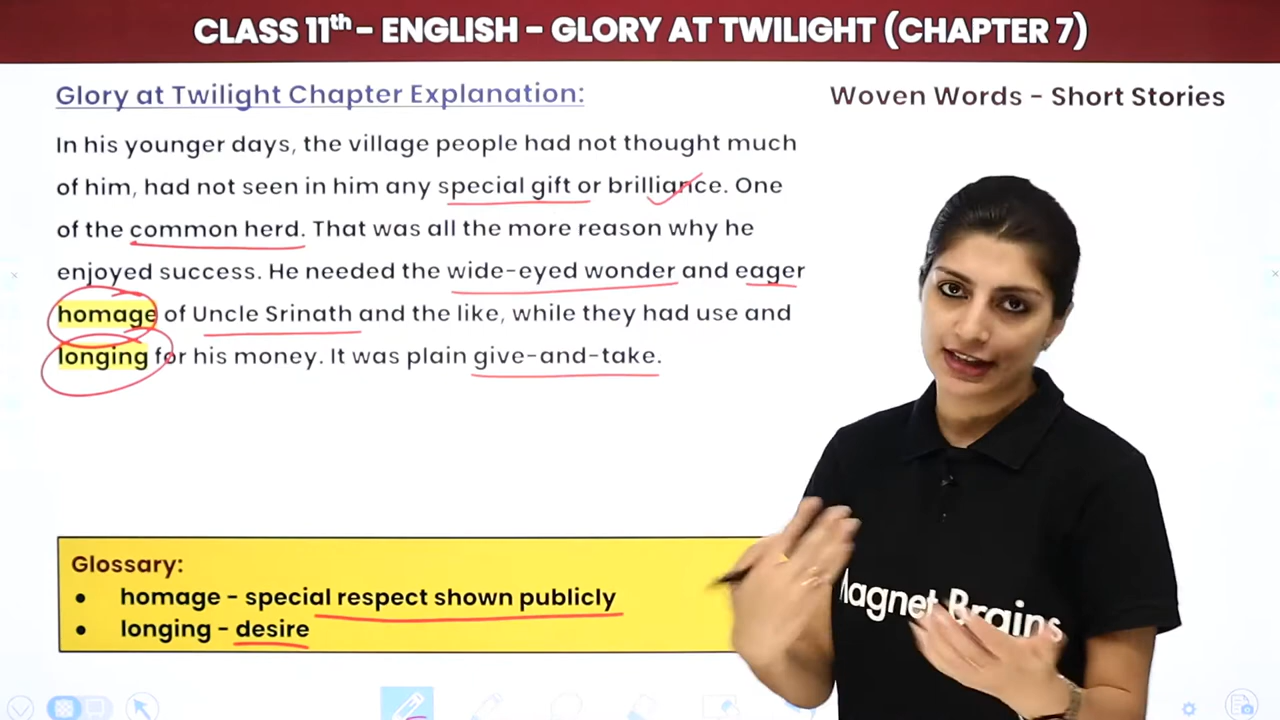 CLASS 11th - ENGLISH - GLORY AT TWILIGHT (CHAPTER 7)
Glory at Twilight Chapter Explanation:
Woven Words - Short Stories
In his younger days, the village people had not thought much
of him, had not seen in him any special gift or brilliance. One
of the common herd. That was all the more reason why he
enjoyed success. He needed the wide-eyed wonder and eager
homage of Uncle Srinath and the like, while they had use and
longing for his money. It was plain give-and-take.
Glossary:
● homage - special respect shown publicly
● longing - desire
Magnet Brains